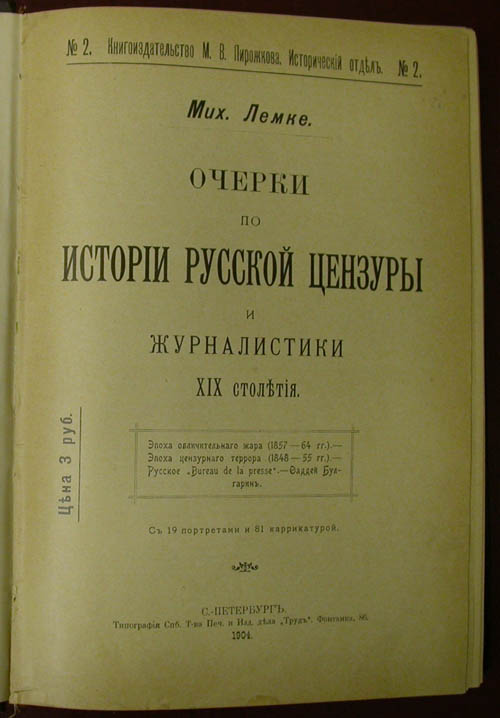 № 2. Книгоиздательство М. В. Пирожкова. Историческій отдѣлъ. № 2.
Мих. Лемке.
ОЧЕРКИ
ПО
ИСТОРІИ РУССКОЙ ЦЕНЗУРЫ
И
ЖУРНАЛИСТИКИ
XIX СТОЛѢТІЯ.
Эпоха обличительнаго жара (1857—64 гг.).—
Эпоха цензурнаго террора (1848—55 гг.).—
Русское „Bureau de la presse“.—Ѳаддей Бул-
гаринъ.
Съ 19 портретами и 81 каррикатурой.
Цѣна 3 руб.
С.-ПЕТЕРБУРГЪ.
Типографія Спб. Т-ва Печ. и Изд. дѣла „Трудъ“. Фонтанка, 86.
1904.